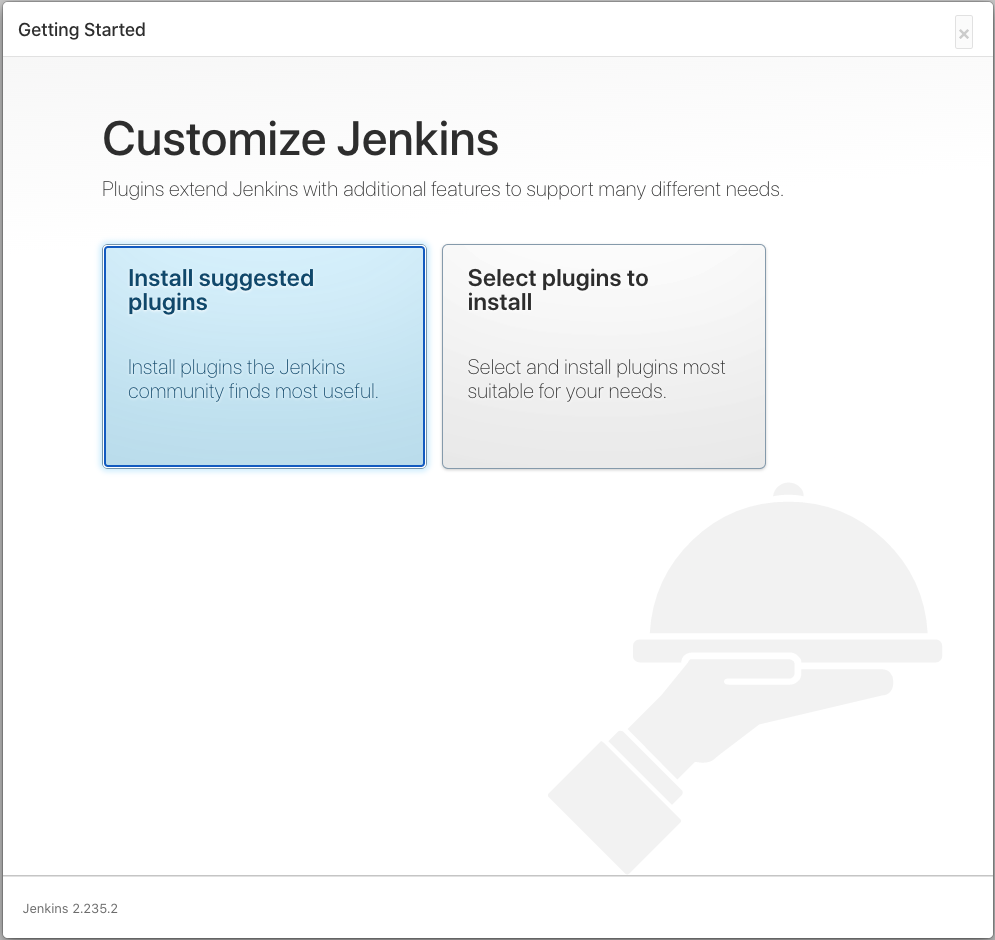 Getting Started
×
Customize Jenkins
Plugins extend Jenkins with additional features to support many different needs.
Install suggested
plugins
Install plugins the Jenkins
community finds most useful.
Select plugins to
install
Select and install plugins most
suitable for your needs.
Jenkins 2.235.2